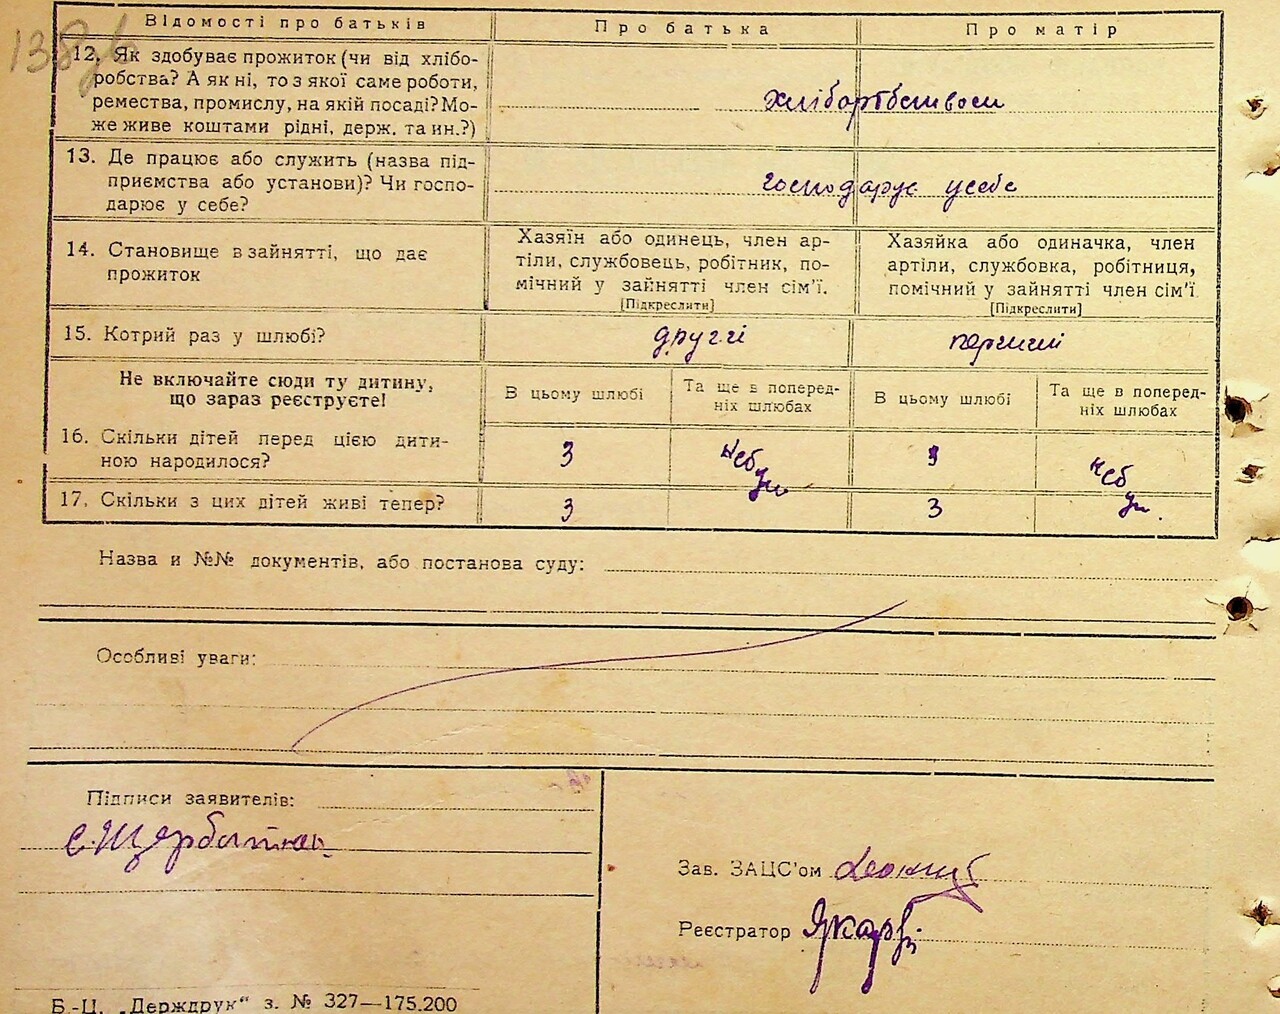 138зв
Відомості про батьків Про батька Про матір
12. Як здобуває прожиток (чи від хлібо-
робства? А як ні, то з якої саме роботи,
ремества, промислу, на якій посаді? Мо-
же живе коштами рідні, держ. та ин.?)
13. Де працює або служить (назва під-
приємства або установи)? Чи госпо-
дарює у себе?
господарує усебе
14. Становище в зайнятті, що дає
прожиток
Хазяїн або одинець, член ар-
тіли, службовець, робітник, по-
мічний у зайнятті член сім'ї.
[Підкреслити]
Хазяйка або одиначка, член
артіли, службовка, робітниця,
помічний у зайнятті член сім'ї
[Підкреслити]
15. Котрий раз у шлюбі? другий перший
Не включайте сюди ту дитину,
що зараз реєструєте!
В цьому шлюбі
Та ще в поперед-
ніх шлюбах
В цьому шлюбі
Та ще в поперед-
ніх шлюбах
16. Скільки дітей перед цією дити-
ною народилося?
3 небули 3 небули
17. Скільки з цих дітей живі тепер? 3 3
Назва и №№ документів, або постанова суду:
Особливі уваги:
Підписи заявителів:
Зав. ЗАЦС'ом
Реєстратор
Б.-Ц. „Держдрук“ з. № 327—175.200